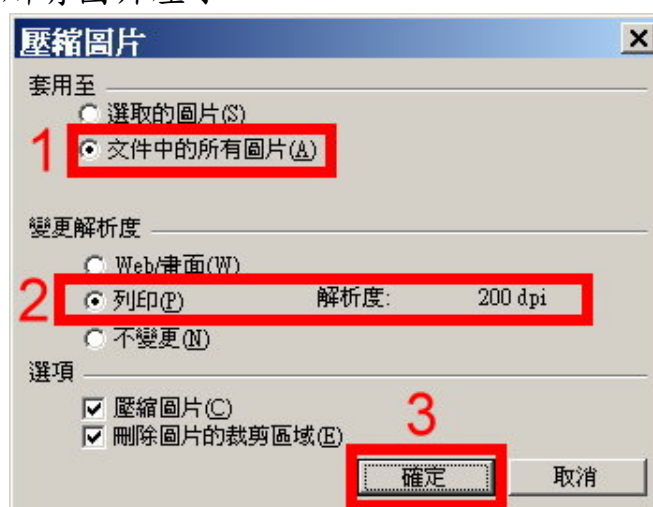 壓縮圖片
套用至
選取的圖片(S)
1 文件中的所有圖片(A)
變更解析度
Web/畫面(W)
2 列印(P) 解析度: 200 dpi
不變更(N)
選項
壓縮圖片(C)
刪除圖片的裁剪區域(E)
3
確定 取消